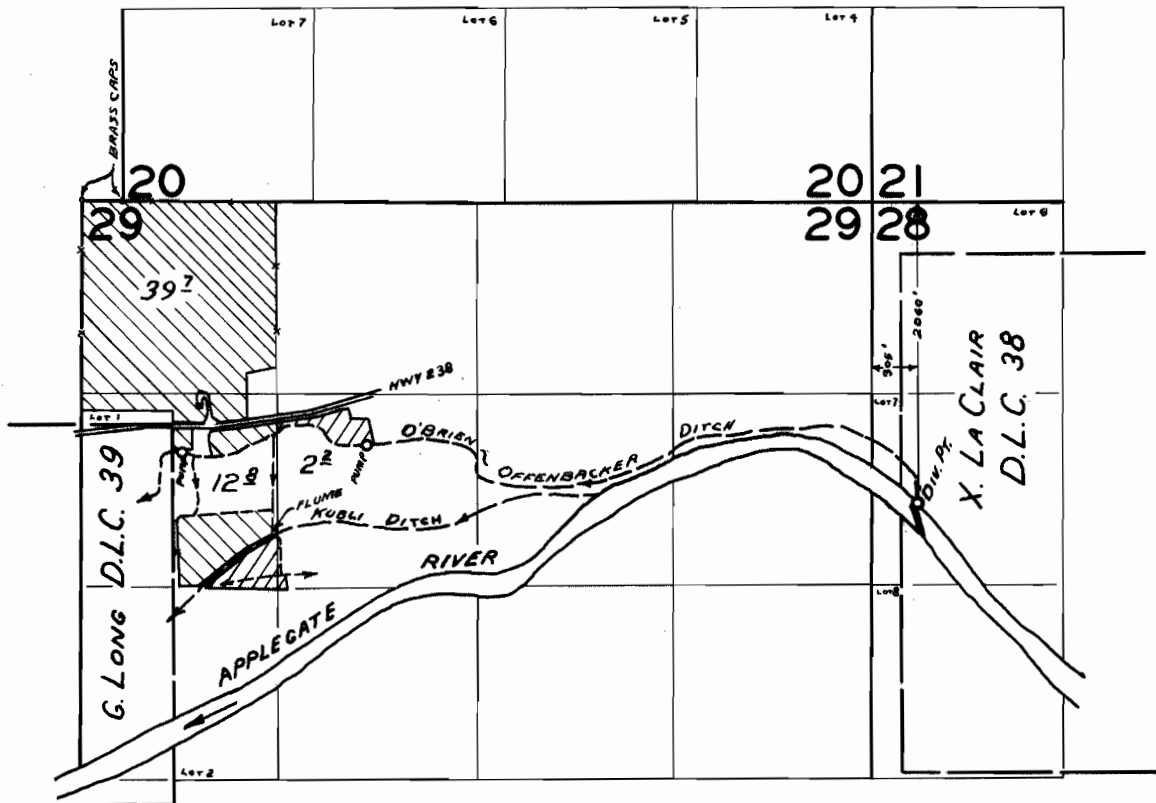 LOT 7
LOT 6
LOT 5
LOT 4
BRASS CAPS
20
20 21
29
29 28
LOT 6
39 7
2060'
905'
X. LA CLAIR
D.L.C. 38
HWY 238
LOT 1
LOT 7
O'BRIEN
OFFENBACKER
DITCH
DIV. PT.
PUMP
PUMP
12 8
2 2
FLUME
KUBLI DITCH
G. LONG D.L.C. 39
APPLEGATE RIVER
LOT 8
LOT 2